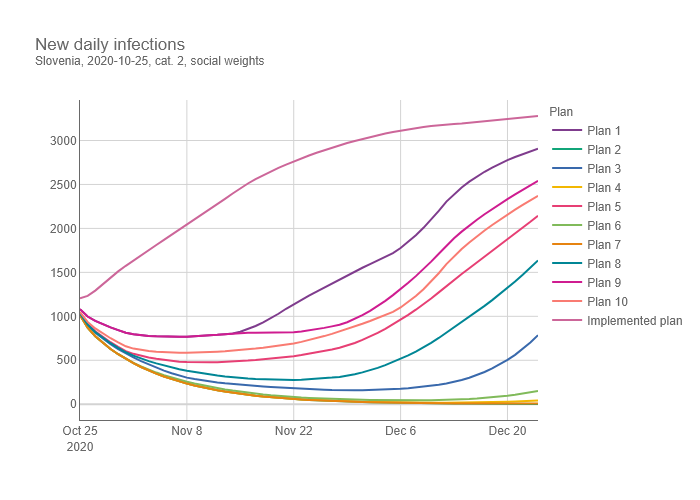 New daily infections
Slovenia, 2020-10-25, cat. 2, social weights
Plan
Plan 1
Plan 2
Plan 3
Plan 4
Plan 5
Plan 6
Plan 7
Plan 8
Plan 9
Plan 10
Implemented plan
3000
2500
2000
1500
1000
500
0
Oct 25
2020
Nov 8
Nov 22
Dec 6
Dec 20